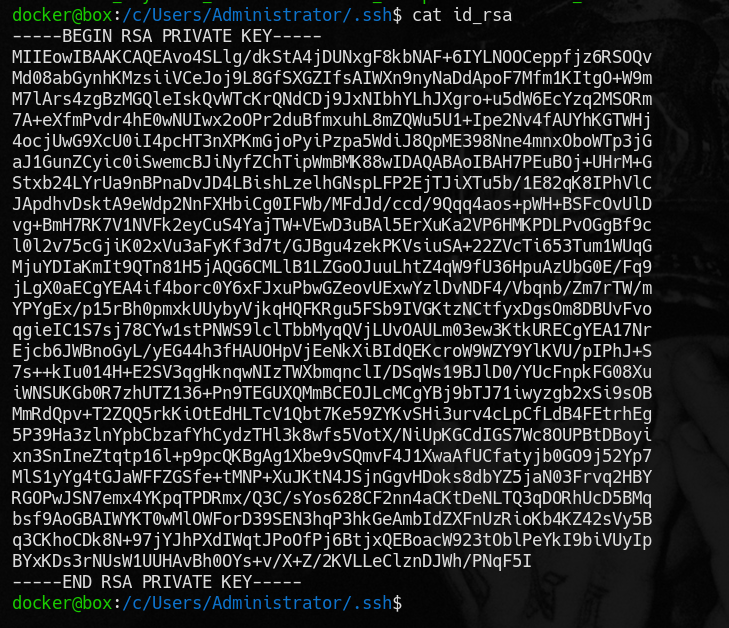 docker@box:/c/Users/Administrator/.ssh$ cat id_rsa
-----BEGIN RSA PRIVATE KEY-----
MIIEowIBAAKCAQEAvo4SLlg/dkStA4jDUNxgF8kbNAF+6IYLNOOCeppfjz6RSOQv
Md08abGynhKMzsiiVCeJoj9L8GfSXGZIfsAIWXn9nyNaDdApoF7Mfm1KItgO+W9m
M7lArs4zgBzMGQleIskQvWTcKrQNdCDj9JxNIbhYLhJXgro+u5dW6EcYzq2MSORm
7A+eXfmPvdr4hE0wNUIwx2oOPr2duBfmxuhL8mZQWu5U1+Ipe2Nv4fAUYhKGTWHj
4ocjUwG9XcU0iI4pcHT3nXPKmGjoPyiPzpa5WdiJ8QpME398Nne4mnxOboWTp3jG
aJ1GunZCyic0iSwemcBJiNyfZChTipWmBMK88wIDAQABAoIBAH7PEuBOj+UHrM+G
Stxb24LYrUa9nBPnaDvJD4LBishLzelhGNspLFP2EjTJiXTu5b/1E82qK8IPhVlC
JApdhvDsktA9eWdp2NnFXHbiCg0IFWb/MFdJd/ccd/9Qqq4aos+pWH+BSFcOvUlD
vg+BmH7RK7V1NVFk2eyCuS4YajTW+VEwD3uBAl5ErXuKa2VP6HMKPDLPvOGgBf9c
l0l2v75cGjiK02xVu3aFyKf3d7t/GJBgu4zekPKVsiuSA+22ZVcTi653Tum1WUqG
MjuYDIaKmIt9QTn81H5jAQG6CMLlB1LZGoOJuuLhtZ4qW9fU36HpuAzUbG0E/Fq9
jLgX0aECgYEA4if4borc0Y6xFJxuPbwGZeovUExwYzlDvNDF4/Vbqnb/Zm7rTW/m
YPYgEx/p15rBh0pmxkUUybyVjkqHQFKRgu5FSb9IVGKtzNCtfyxDgsOm8DBUvFvo
qgieIC1S7sj78CYw1stPNWS9lclTbbMyqQVjLUvOAULm03ew3KtkURECgYEA17Nr
Ejcb6JWBnoGyL/yEG44h3fHAUOHpVjEeNkXiBIdQEKcroW9WZY9YlKVU/pIPhJ+S
7s++kIu014H+E2SV3qgHknqwNIzTWXbmqnclI/DSqWs19BJlD0/YUcFnpkFG08Xu
iWNSUKGb0R7zhUTZ136+Pn9TEGUXQMmBCEOJLcMCgYBj9bTJ71iwyzgb2xSi9sOB
MmRdQpv+T2ZQQ5rkKiOtEdHLTcV1Qbt7Ke59ZYKvSHi3urv4cLpCfLdB4FEtrhEg
5P39Ha3zlnYpbCbzafYhCydzTHl3k8wfs5VotX/NiUpKGCdIGS7Wc8OUPBtDBoyi
xn3SnIneZtqtp16l+p9pcQKBgAg1Xbe9vSQmvF4J1XwaAfUCfatyjb0GO9j52Yp7
MlS1yYg4tGJaWFFZGSfe+tMNP+XuJKtN4JSjnGgvHDoks8dbYZ5jaN03Frvq2HBY
RGOPwJSN7emx4YKpqTPDRmx/Q3C/sYos628CF2nn4aCKtDeNLTQ3qDORhUcD5BMq
bsf9AoGBAIWYKT0wMlOWForD39SEN3hqP3hkGeAmbIdZXFnUzRioKb4KZ42sVy5B
q3CKhoCDk8N+97jYJhPXdIWqtJPoOfPj6BtjxQEBoacW923tOblPeYkI9biVUyIp
BYxKDs3rNUsW1UUHAvBh0OYs+v/X+Z/2KVLLeClznDJWh/PNqF5I
-----END RSA PRIVATE KEY-----
docker@box:/c/Users/Administrator/.ssh$